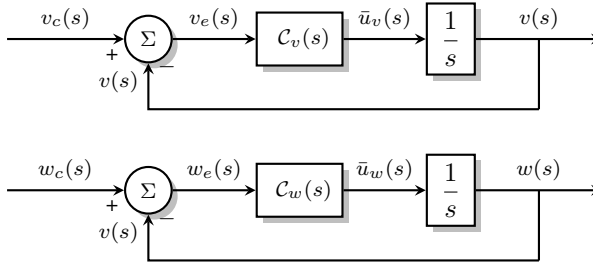 v_c(s) v_e(s) ū_v(s) v(s)
Σ C_v(s) 1/s
+ −
v(s)
w_c(s) w_e(s) ū_w(s) w(s)
Σ C_w(s) 1/s
+ −
v(s)